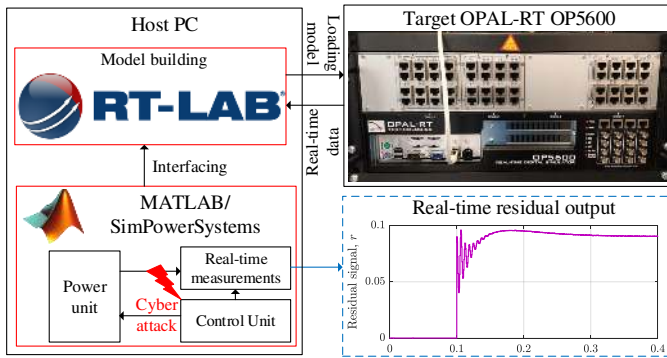 Host PC
Model building
RT-LAB®
Interfacing
MATLAB/
SimPowerSystems
Power
unit
Real-time
measurements
Cyber
attack
Control Unit
Loading
model
Real-time
data
Target OPAL-RT OP5600
OPAL-RT
OP5600
Real-time residual output
Residual signal, r
0.1
0.05
0
0
0.1
0.2
0.3
0.4